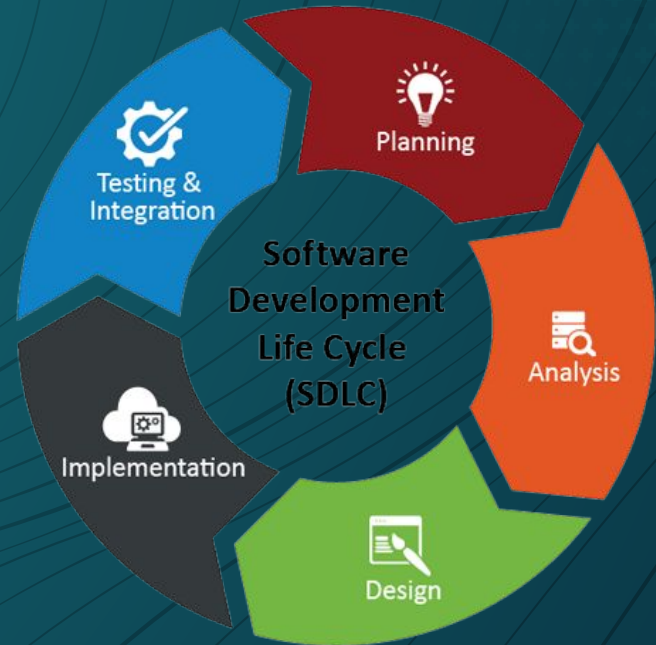 Software
Development
Life Cycle
(SDLC)
Planning
Analysis
Design
Implementation
Testing &
Integration